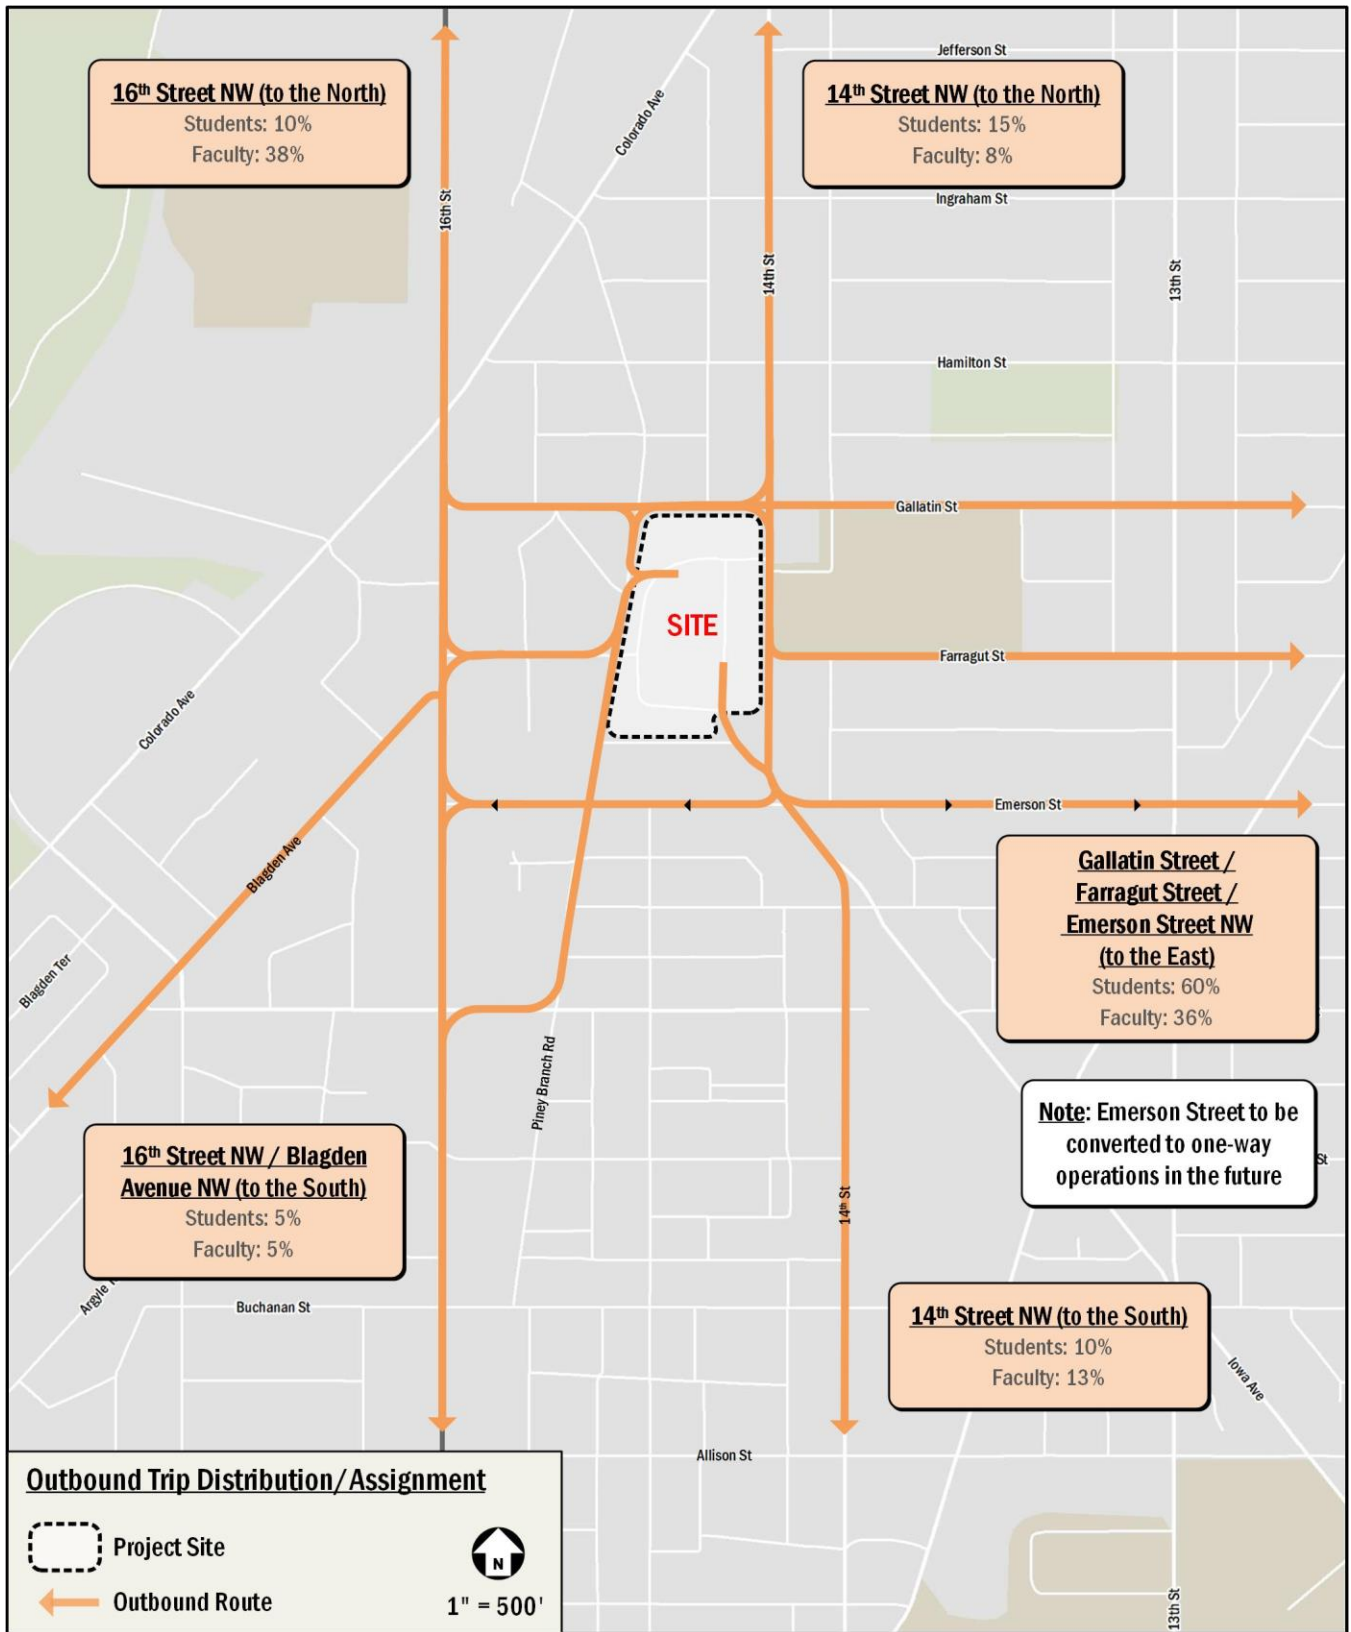 Jefferson St
16th Street NW (to the North)
Students: 10%
Faculty: 38%
14th Street NW (to the North)
Students: 15%
Faculty: 8%
Colorado Ave
Ingraham St
16th St
14th St
13th St
Hamilton St
Gallatin St
SITE
Farragut St
Colorado Ave
Emerson St
Blagden Ave
Gallatin Street /
Farragut Street /
Emerson Street NW
(to the East)
Students: 60%
Faculty: 36%
Blagden Ter
Piney Branch Rd
Note: Emerson Street to be
converted to one-way
operations in the future
St
16th Street NW / Blagden
Avenue NW (to the South)
Students: 5%
Faculty: 5%
14th St
Argyle
Buchanan St
14th Street NW (to the South)
Students: 10%
Faculty: 13%
Iowa Ave
Allison St
Outbound Trip Distribution/Assignment
Project Site
N
Outbound Route
1" = 500'
13th St